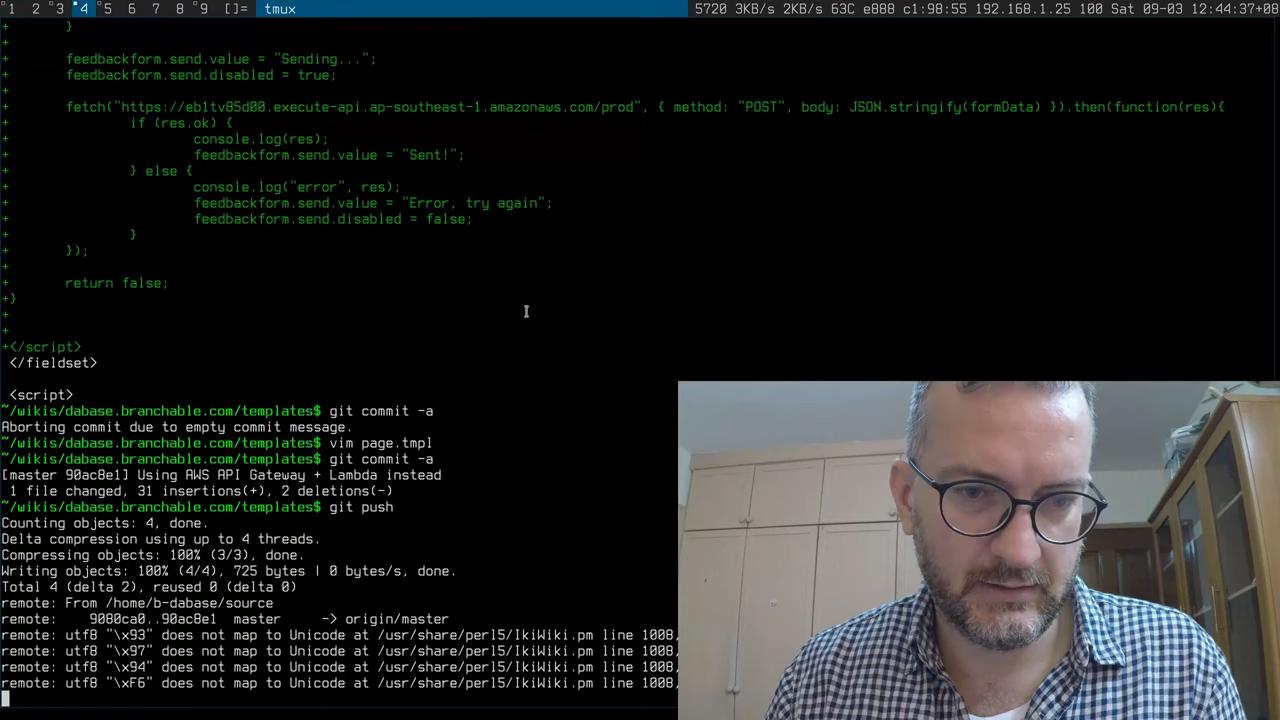 1 2 3 4 5 6 7 8 9 []= tmux 5720 3KB/s 2KB/s 63C e888 c1:98:55 192.168.1.25 100 Sat 09-03 12:44:37+08
+ }
+
+ feedbackform.send.value = "Sending...";
+ feedbackform.send.disabled = true;
+
+ fetch("https://eb1tv85d00.execute-api.ap-southeast-1.amazonaws.com/prod", { method: "POST", body: JSON.stringify(formData) }).then(function(res){
+ if (res.ok) {
+ console.log(res);
+ feedbackform.send.value = "Sent!";
+ } else {
+ console.log("error", res);
+ feedbackform.send.value = "Error, try again";
+ feedbackform.send.disabled = false;
+ }
+ });
+
+ return false;
+}
+
+
+</script>
</fieldset>
<script>
~/wikis/dabase.branchable.com/templates$ git commit -a
Aborting commit due to empty commit message.
~/wikis/dabase.branchable.com/templates$ vim page.tmpl
~/wikis/dabase.branchable.com/templates$ git commit -a
[master 90ac8e1] Using AWS API Gateway + Lambda instead
1 file changed, 31 insertions(+), 2 deletions(-)
~/wikis/dabase.branchable.com/templates$ git push
Counting objects: 4, done.
Delta compression using up to 4 threads.
Compressing objects: 100% (3/3), done.
Writing objects: 100% (4/4), 725 bytes | 0 bytes/s, done.
Total 4 (delta 2), reused 0 (delta 0)
remote: From /home/b-dabase/source
remote: 9080ca0..90ac8e1 master -> origin/master
remote: utf8 "\x93" does not map to Unicode at /usr/share/perl5/IkiWiki.pm line 1008,
remote: utf8 "\x97" does not map to Unicode at /usr/share/perl5/IkiWiki.pm line 1008,
remote: utf8 "\x94" does not map to Unicode at /usr/share/perl5/IkiWiki.pm line 1008,
remote: utf8 "\xF6" does not map to Unicode at /usr/share/perl5/IkiWiki.pm line 1008,